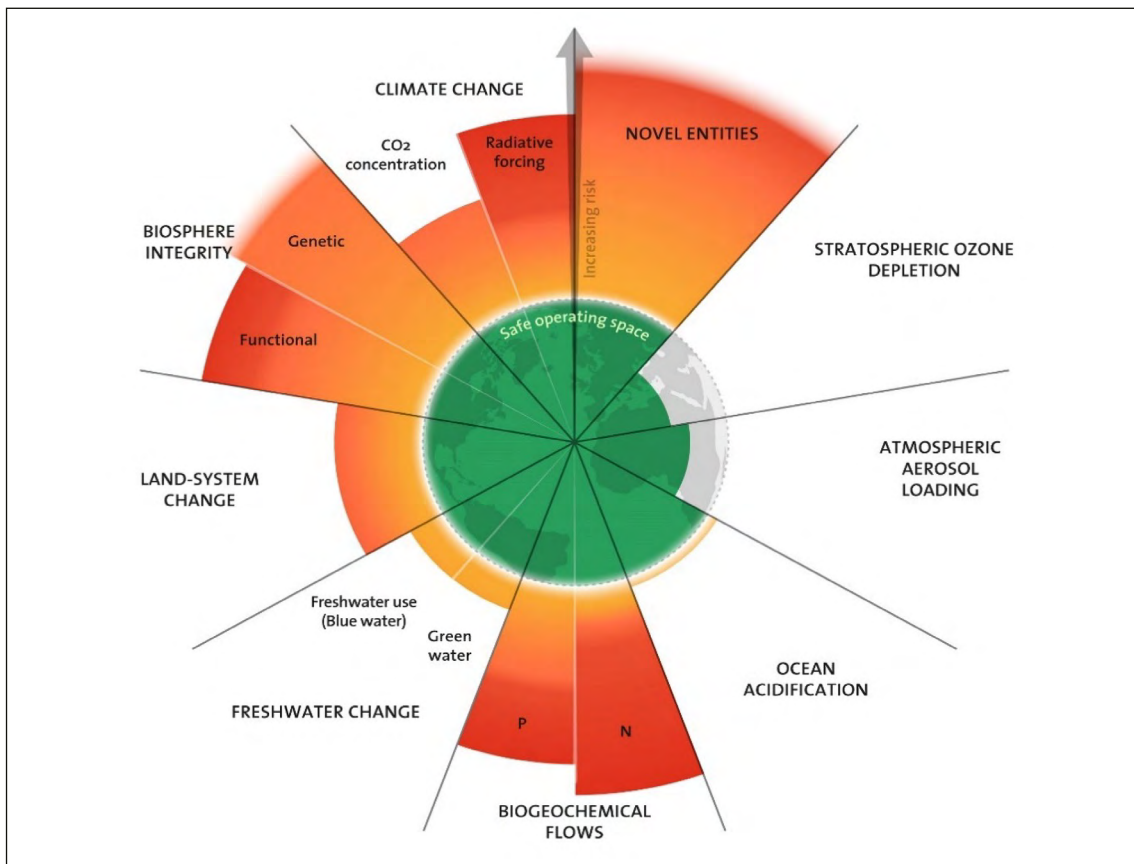 CLIMATE CHANGE
CO2
concentration
Radiative
forcing
NOVEL ENTITIES
Increasing risk
BIOSPHERE
INTEGRITY
Genetic
Functional
STRATOSPHERIC OZONE
DEPLETION
Safe operating space
LAND-SYSTEM
CHANGE
ATMOSPHERIC
AEROSOL
LOADING
Freshwater use
(Blue water)
Green
water
FRESHWATER CHANGE
P
N
OCEAN
ACIDIFICATION
BIOGEOCHEMICAL
FLOWS